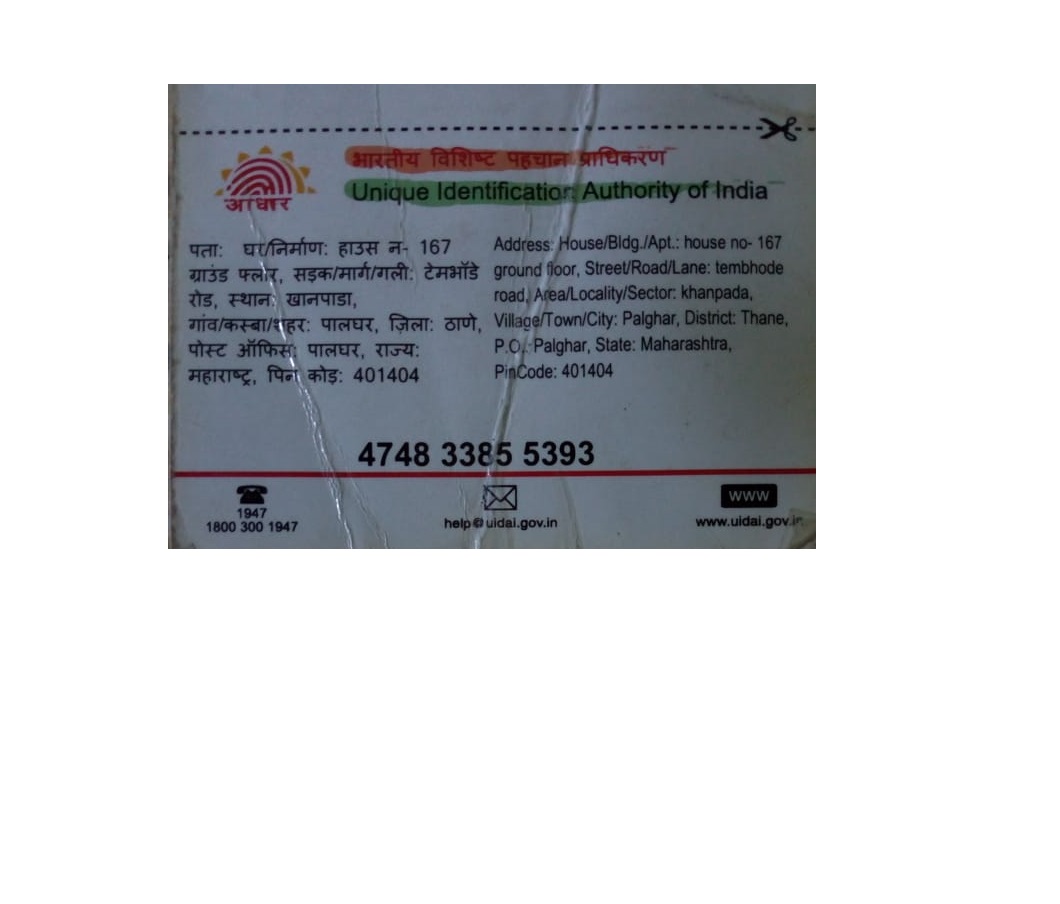 भारतीय विशिष्ट पहचान प्राधिकरण
Unique Identification Authority of India
आधार
पता: घर/निर्माण: हाउस न- 167
ग्राउंड फ्लोर, सड़क/मार्ग/गली: टेमभॉडे
रोड, स्थान: खानपाडा,
गांव/कस्बा/शहर: पालघर, ज़िला: ठाणे,
पोस्ट ऑफिस: पालघर, राज्य:
महाराष्ट्र, पिन कोड़: 401404
Address: House/Bldg./Apt.: house no- 167
ground floor, Street/Road/Lane: tembhode
road, Area/Locality/Sector: khanpada,
Village/Town/City: Palghar, District: Thane,
P.O.: Palghar, State: Maharashtra,
PinCode: 401404
4748 3385 5393
1947
1800 300 1947
help@uidai.gov.in
WWW
www.uidai.gov.in